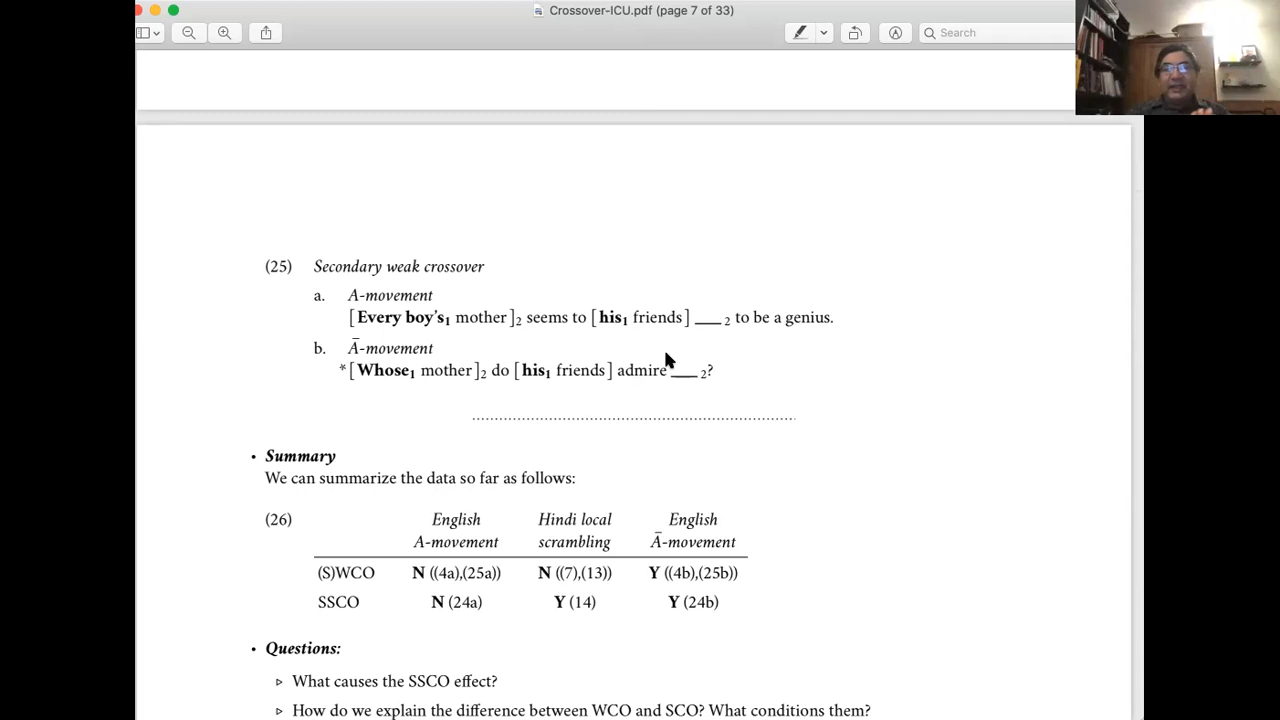 Crossover-ICU.pdf (page 7 of 33)
Search
(25) Secondary weak crossover
a. A-movement
[Every boy's₁ mother]₂ seems to [his₁ friends] ___ ₂ to be a genius.
b. Ā-movement
*[Whose₁ mother]₂ do [his₁ friends] admire ___ ₂?
• Summary
We can summarize the data so far as follows:
(26) English Hindi local English
A-movement scrambling Ā-movement
(S)WCO N ((4a),(25a)) N ((7),(13)) Y ((4b),(25b))
SSCO N (24a) Y (14) Y (24b)
• Questions:
▹ What causes the SSCO effect?
▹ How do we explain the difference between WCO and SCO? What conditions them?